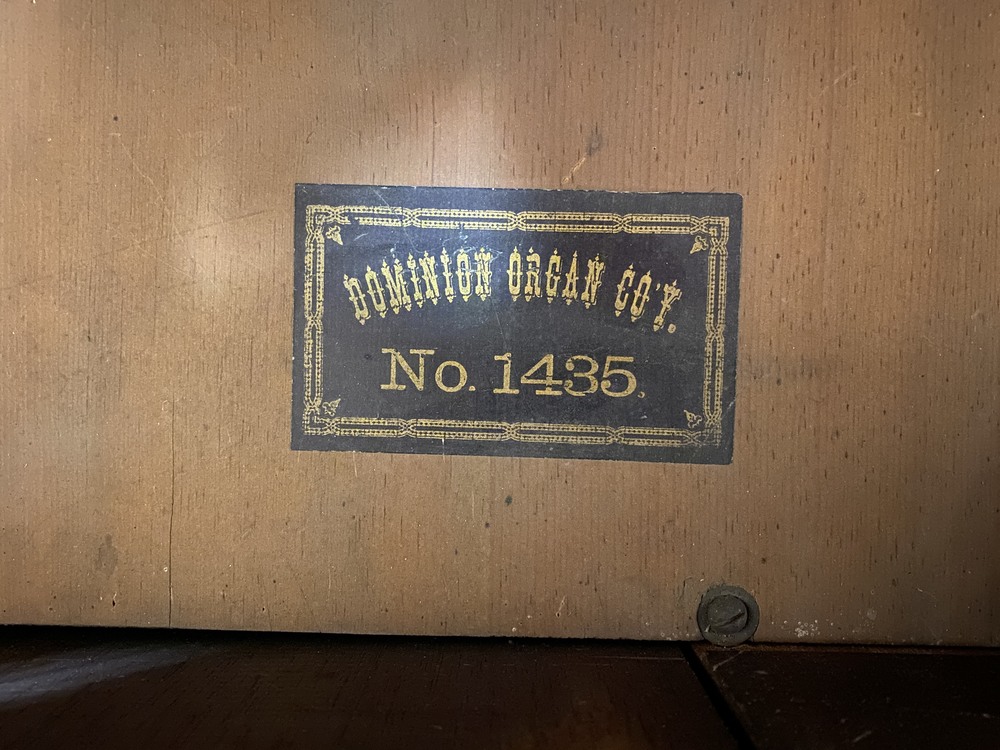 DOMINION ORGAN CO'Y.
No. 1435.